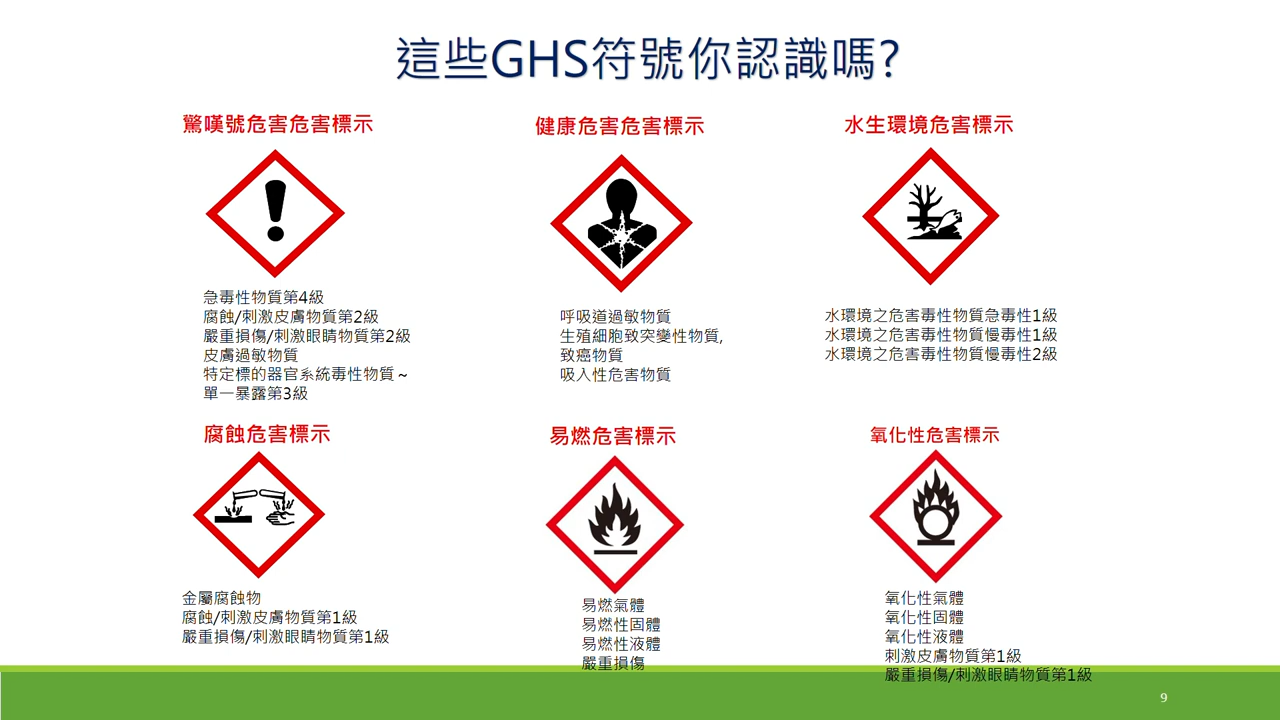 這些GHS符號你認識嗎?
驚嘆號危害危害標示
健康危害危害標示
水生環境危害標示
急毒性物質第4級
腐蝕/刺激皮膚物質第2級
嚴重損傷/刺激眼睛物質第2級
皮膚過敏物質
特定標的器官系統毒性物質~
單一暴露第3級
呼吸道過敏物質
生殖細胞致突變性物質,
致癌物質
吸入性危害物質
水環境之危害毒性物質急毒性1級
水環境之危害毒性物質慢毒性1級
水環境之危害毒性物質慢毒性2級
腐蝕危害標示
易燃危害標示
氧化性危害標示
金屬腐蝕物
腐蝕/刺激皮膚物質第1級
嚴重損傷/刺激眼睛物質第1級
易燃氣體
易燃性固體
易燃性液體
嚴重損傷
氧化性氣體
氧化性固體
氧化性液體
刺激皮膚物質第1級
嚴重損傷/刺激眼睛物質第1級
9